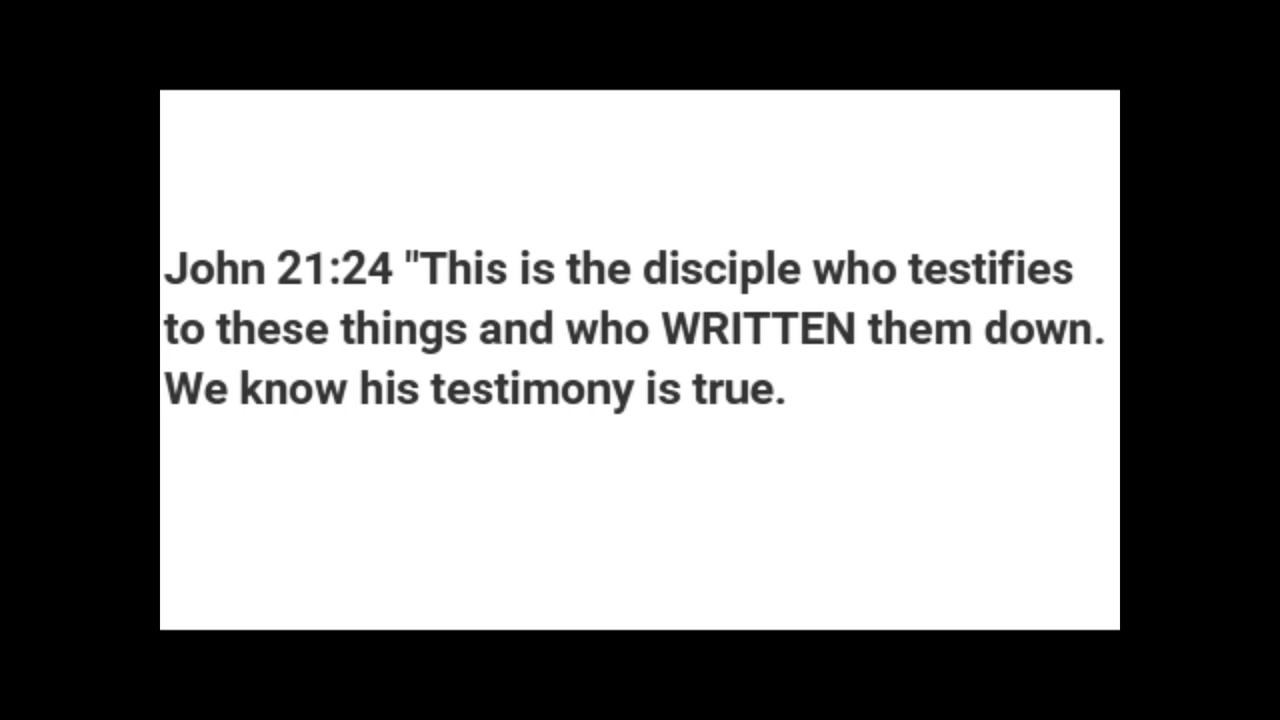 John 21:24 "This is the disciple who testifies
to these things and who WRITTEN them down.
We know his testimony is true.